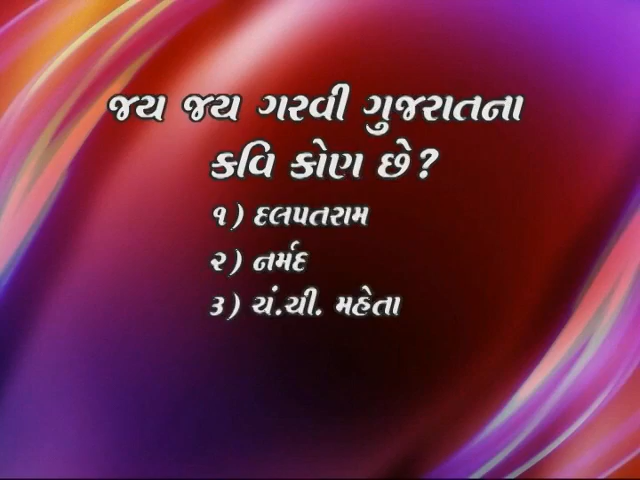 જય જય ગરવી ગુજરાતના
કવિ કોણ છે?
૧) દલપતરામ
૨) નર્મદ
૩) ચં.ચી. મહેતા